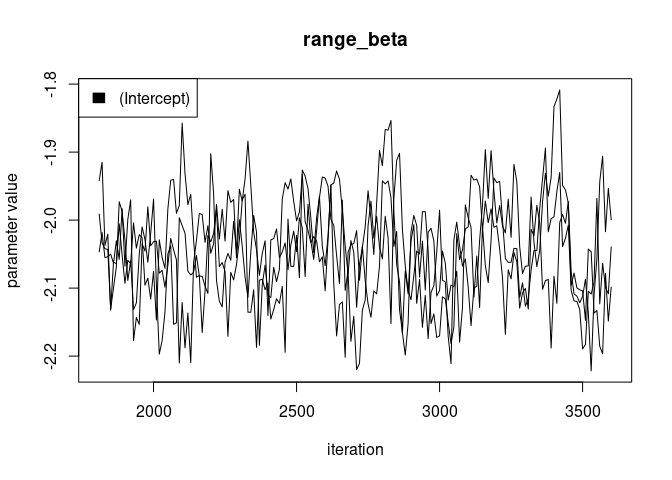 range_beta
(Intercept)
-1.8
-1.9
-2.0
-2.1
-2.2
parameter value
2000 2500 3000 3500
iteration